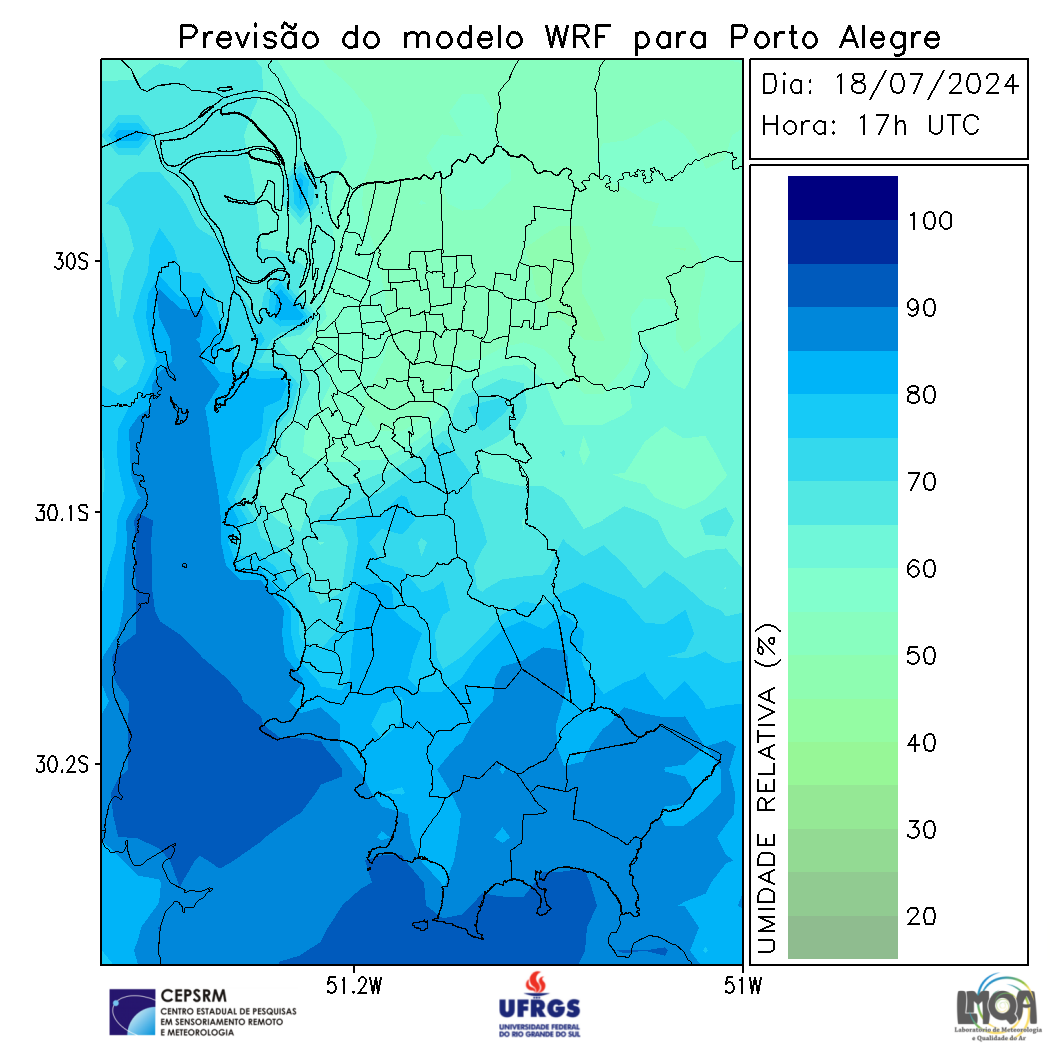 Previsão do modelo WRF para Porto Alegre
Dia: 18/07/2024
Hora: 17h UTC
100
90
80
70
60
50
40
30
20
UMIDADE RELATIVA (%)
30S
30.1S
30.2S
51.2W
51W
CEPSRM
CENTRO ESTADUAL DE PESQUISAS
EM SENSORIAMENTO REMOTO
E METEOROLOGIA
UFRGS
UNIVERSIDADE FEDERAL
DO RIO GRANDE DO SUL
LMQA
Laboratório de Meteorologia
e Qualidade do Ar